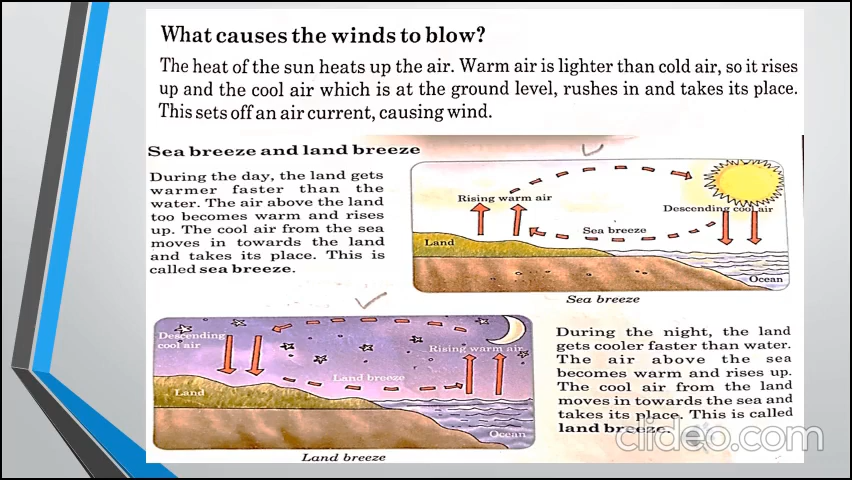 What causes the winds to blow?
The heat of the sun heats up the air. Warm air is lighter than cold air, so it rises
up and the cool air which is at the ground level, rushes in and takes its place.
This sets off an air current, causing wind.
Sea breeze and land breeze
During the day, the land gets
warmer faster than the
water. The air above the land
too becomes warm and rises
up. The cool air from the sea
moves in towards the land
and takes its place. This is
called sea breeze.
Rising warm air
Descending cool air
Sea breeze
Land
Ocean
Sea breeze
Descending
cool air
Rising warm air
Land breeze
Land
Ocean
Land breeze
During the night, the land
gets cooler faster than water.
The air above the sea
becomes warm and rises up.
The cool air from the land
moves in towards the sea and
takes its place. This is called
land breeze.
clideo.com